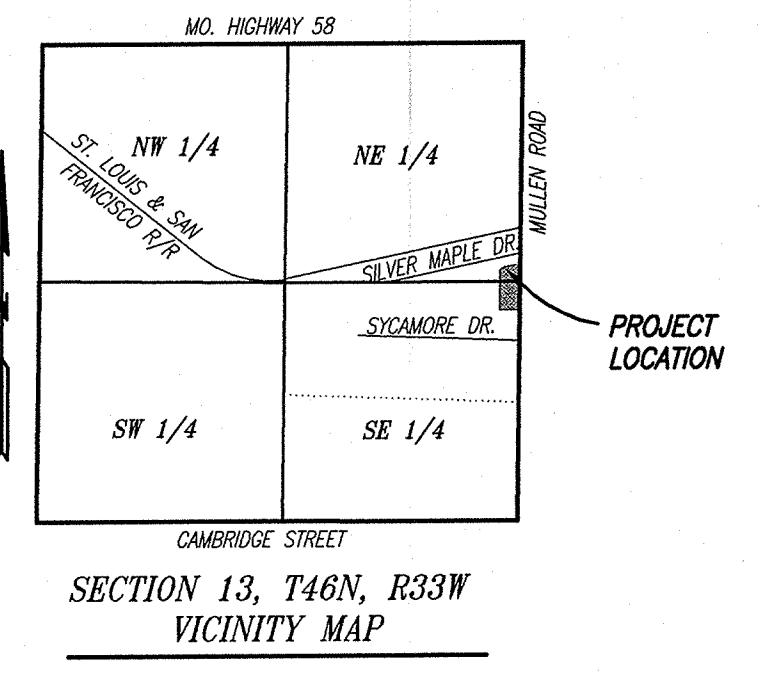 MO. HIGHWAY 58
NW 1/4
NE 1/4
MULLEN ROAD
ST. LOUIS & SAN
FRANCISCO R/R
SILVER MAPLE DR.
SYCAMORE DR.
PROJECT
LOCATION
SW 1/4
SE 1/4
CAMBRIDGE STREET
SECTION 13, T46N, R33W
VICINITY MAP